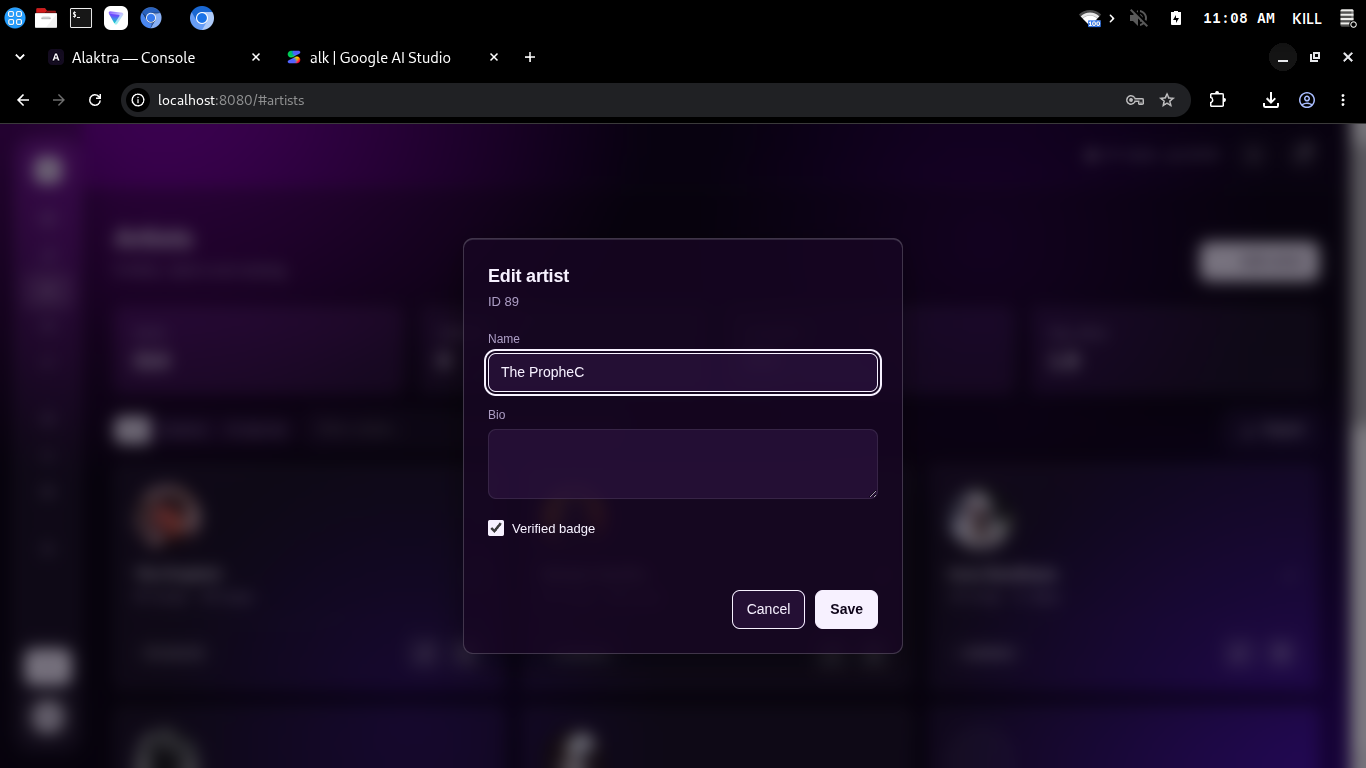 11:08 AM KILL
Alaktra — Console
alk | Google AI Studio
localhost:8080/#artists
Edit artist
ID 89
Name
The PropheC
Bio
Verified badge
Cancel
Save